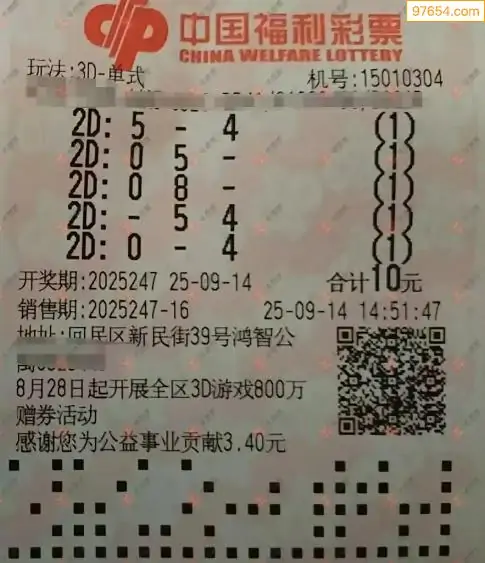 97654.com
中国福利彩票
CHINA WELFARE LOTTERY
玩法:3D-单式 机号:15010304
2D: 5 - 4 (1)
2D: 0 5 - (1)
2D: 0 8 - (1)
2D: - 5 4 (1)
2D: 0 - 4 (1)
开奖期:2025247 25-09-14 合计10元
销售期:2025247-16 25-09-14 14:51:47
地址:回民区新民街39号鸿智公
8月28日起开展全区3D游戏800万
赠券活动
感谢您为公益事业贡献3.40元